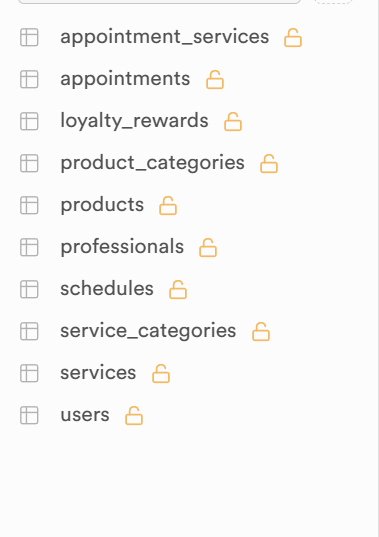 appointment_services
appointments
loyalty_rewards
product_categories
products
professionals
schedules
service_categories
services
users